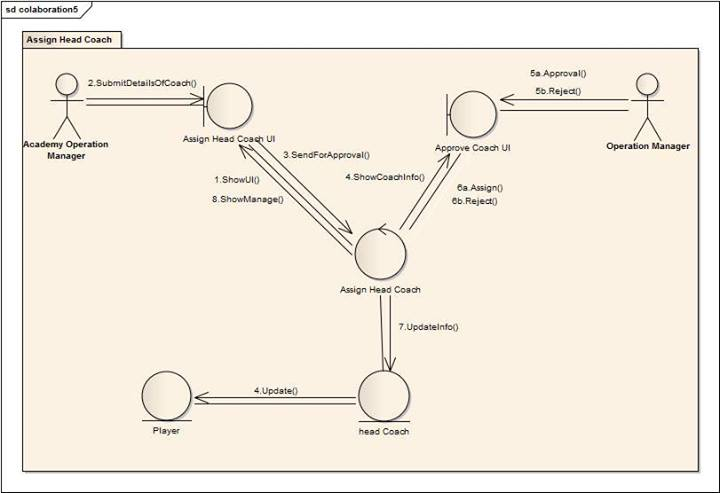 sd colaboration5
Assign Head Coach
2.SubmitDetailsOfCoach()
5a.Approval()
5b.Reject()
Academy Operation
Manager
Assign Head Coach UI
Approve Coach UI
Operation Manager
3.SendForApproval()
1.ShowUI()
8.ShowManage()
4.ShowCoachInfo()
6a.Assign()
6b.Reject()
Assign Head Coach
7.UpdateInfo()
4.Update()
Player
head Coach